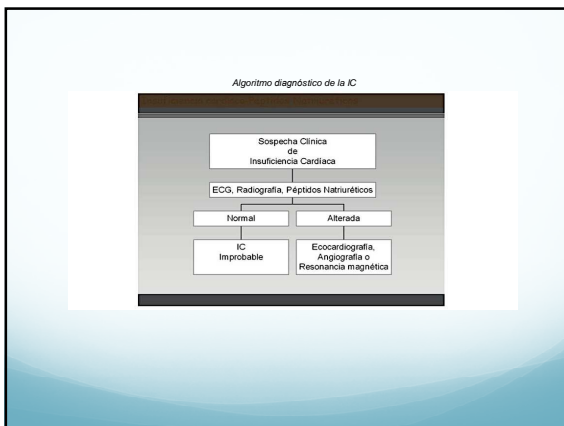 Algoritmo diagnóstico de la IC
Sospecha Clínica
de
Insuficiencia Cardíaca
ECG, Radiografía, Péptidos Natriuréticos
Normal
Alterada
IC
Improbable
Ecocardiografía,
Angiografía o
Resonancia magnética